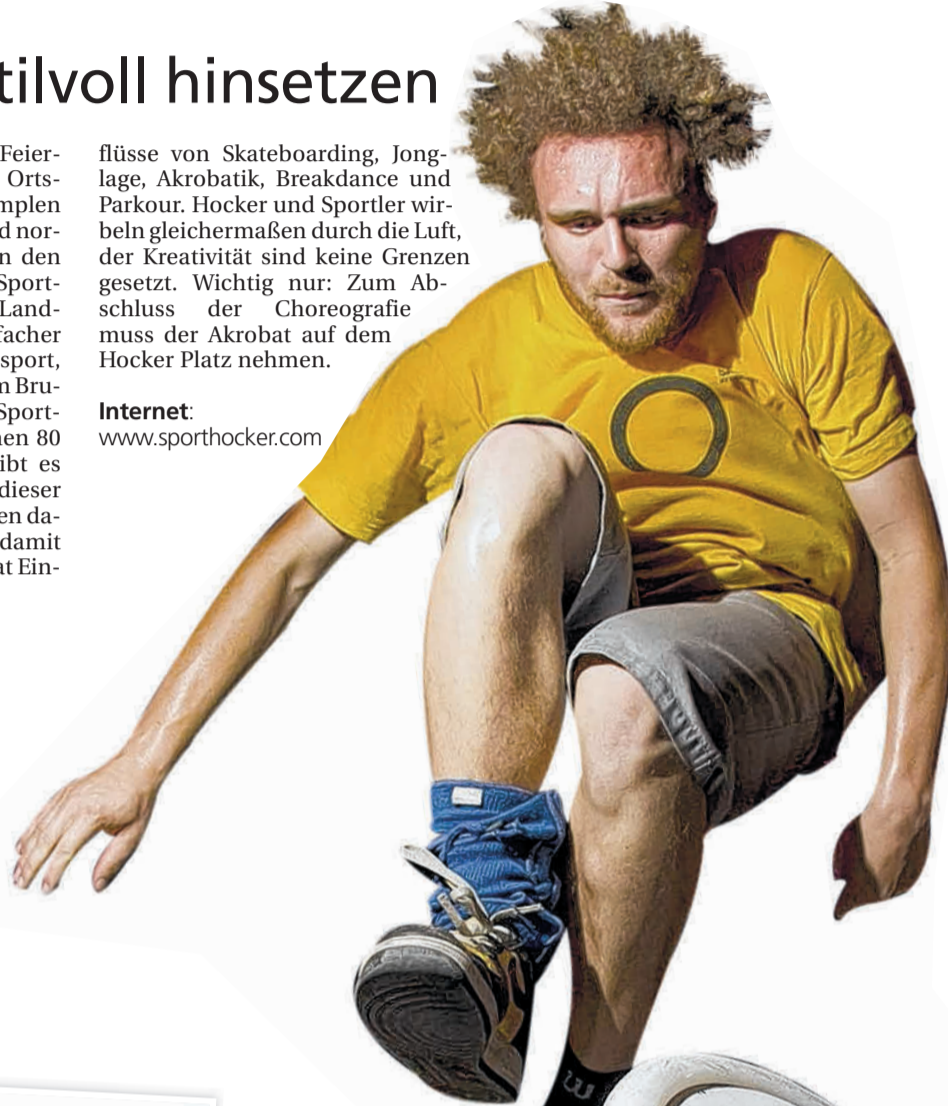 tilvoll hinsetzen
Feier-
Orts-
mplen
d nor-
n den
Sport-
Land-
facher
sport,
m Bru-
Sport-
nen 80
ibt es
dieser
en da-
damit
at Ein-
flüsse von Skateboarding, Jong-
lage, Akrobatik, Breakdance und
Parkour. Hocker und Sportler wir-
beln gleichermaßen durch die Luft,
der Kreativität sind keine Grenzen
gesetzt. Wichtig nur: Zum Ab-
schluss der Choreografie
muss der Akrobat auf dem
Hocker Platz nehmen.
Internet:
www.sporthocker.com